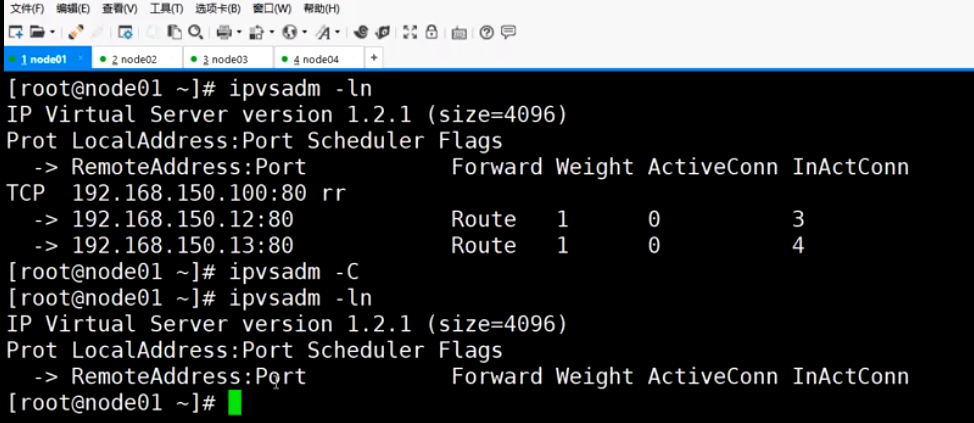 文件(F) 编辑(E) 查看(V) 工具(T) 选项卡(B) 窗口(W) 帮助(H)
1 node01 2 node02 3 node03 4 node04 +
[root@node01 ~]# ipvsadm -ln
IP Virtual Server version 1.2.1 (size=4096)
Prot LocalAddress:Port Scheduler Flags
  -> RemoteAddress:Port           Forward Weight ActiveConn InActConn
TCP  192.168.150.100:80 rr
  -> 192.168.150.12:80            Route   1      0          3
  -> 192.168.150.13:80            Route   1      0          4
[root@node01 ~]# ipvsadm -C
[root@node01 ~]# ipvsadm -ln
IP Virtual Server version 1.2.1 (size=4096)
Prot LocalAddress:Port Scheduler Flags
  -> RemoteAddress:Port           Forward Weight ActiveConn InActConn
[root@node01 ~]#